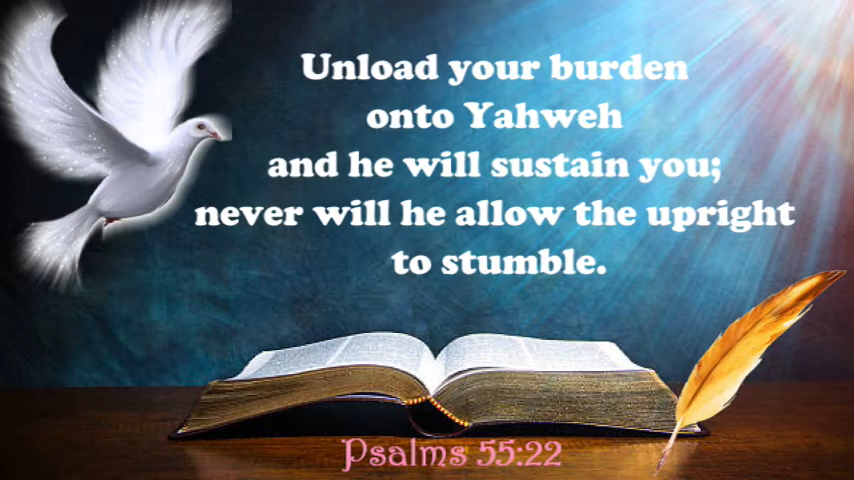 Unload your burden
onto Yahweh
and he will sustain you;
never will he allow the upright
to stumble.
Psalms 55:22